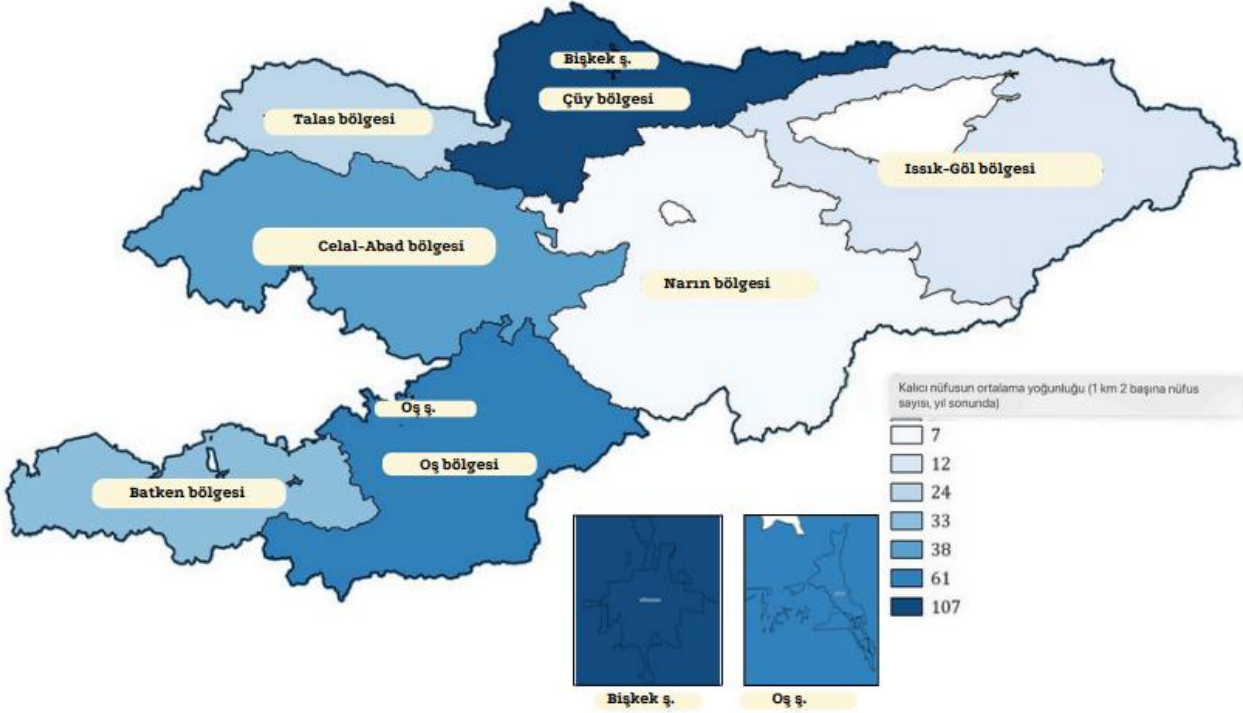 Bişkek ş.
Çüy bölgesi
Talas bölgesi
Issık-Göl bölgesi
Celal-Abad bölgesi
Narın bölgesi
Kalıcı nüfusun ortalama yoğunluğu (1 km 2 başına nüfus
sayısı, yıl sonunda)
7
12
24
33
38
61
107
Oş ş.
Oş bölgesi
Batken bölgesi
Bişkek ş.
Oş ş.